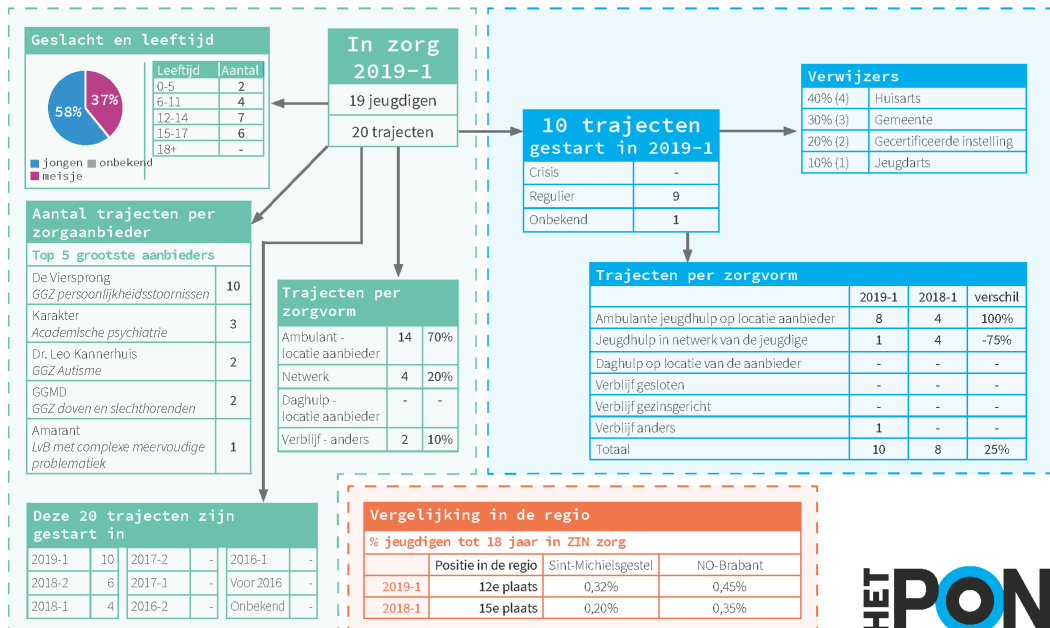 Geslacht en leeftijd
58%
37%
jongen
onbekend
meisje
Leeftijd Aantal
0-5 2
6-11 4
12-14 7
15-17 6
18+ -
In zorg
2019-1
19 jeugdigen
20 trajecten
Aantal trajecten per
zorgaanbieder
Top 5 grootste aanbieders
De Viersprong
GGZ persoonlijkheidsstoornissen 10
Karakter
Academische psychiatrie 3
Dr. Leo Kannerhuis
GGZ Autisme 2
GGMD
GGZ doven en slechthorenden 2
Amarant
LvB met complexe meervoudige 1
problematiek
Trajecten per
zorgvorm
Ambulant - 14 70%
locatie aanbieder
Netwerk 4 20%
Daghulp - - -
locatie aanbieder
Verblijf - anders 2 10%
Deze 20 trajecten zijn
gestart in
2019-1 10 2017-2 - 2016-1 -
2018-2 6 2017-1 - Voor 2016 -
2018-1 4 2016-2 - Onbekend -
10 trajecten
gestart in 2019-1
Crisis -
Regulier 9
Onbekend 1
Verwijzers
40% (4) Huisarts
30% (3) Gemeente
20% (2) Gecertificeerde instelling
10% (1) Jeugdarts
Trajecten per zorgvorm
2019-1 2018-1 verschil
Ambulante jeugdhulp op locatie aanbieder 8 4 100%
Jeugdhulp in netwerk van de jeugdige 1 4 -75%
Daghulp op locatie van de aanbieder - - -
Verblijf gesloten - - -
Verblijf gezinsgericht - - -
Verblijf anders 1 - -
Totaal 10 8 25%
Vergelijking in de regio
% jeugdigen tot 18 jaar in ZIN zorg
Positie in de regio Sint-Michielsgestel NO-Brabant
2019-1 12e plaats 0,32% 0,45%
2018-1 15e plaats 0,20% 0,35%
HET PON